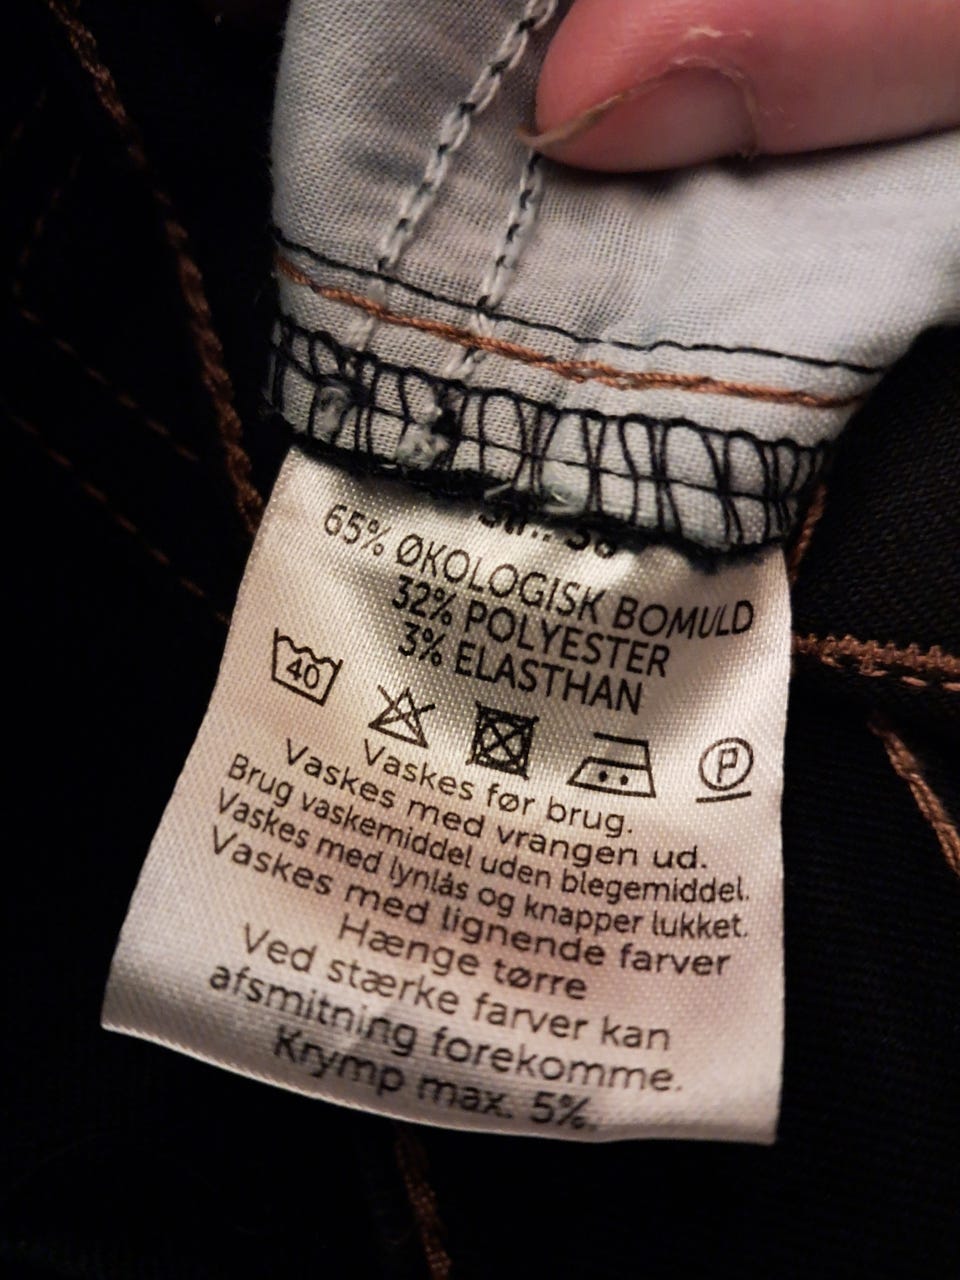 65% ØKOLOGISK BOMULD
32% POLYESTER
3% ELASTHAN
40 P
Vaskes før brug.
Vaskes med vrangen ud.
Brug vaskemiddel uden blegemiddel.
Vaskes med lynlås og knapper lukket.
Vaskes med lignende farver
Hænge tørre
Ved stærke farver kan
afsmitning forekomme.
Krymp max. 5%.